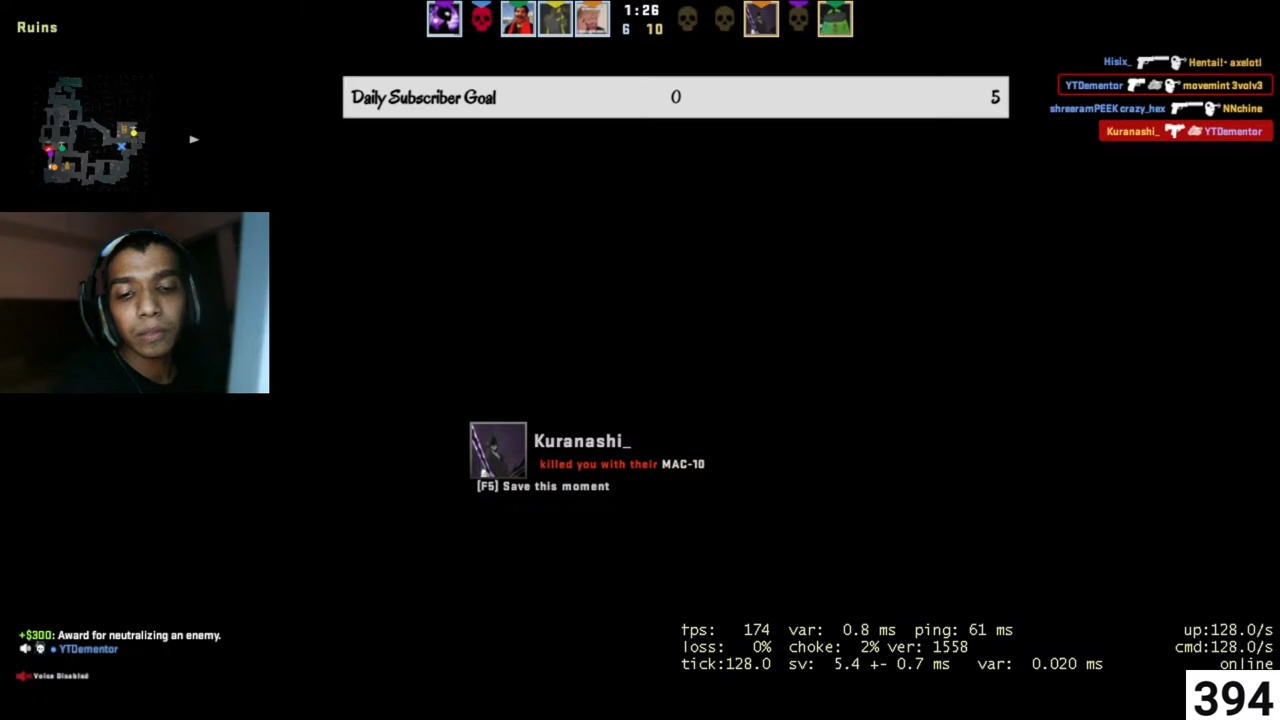 Ruins
1:26
6 10
Daily Subscriber Goal 0 5
Hisix_ Hentai!- axelotl
YTDementor movemint 3volv3
shreeramPEEK crazy_hex NNchine
Kuranashi_ YTDementor
Kuranashi_
killed you with their MAC-10
[F5] Save this moment
+$300: Award for neutralizing an enemy.
YTDementor
Voice Disabled
fps: 174 var: 0.8 ms ping: 61 ms up:128.0/s
loss: 0% choke: 2% ver: 1558 cmd:128.0/s
tick:128.0 sv: 5.4 +- 0.7 ms var: 0.020 ms online
394